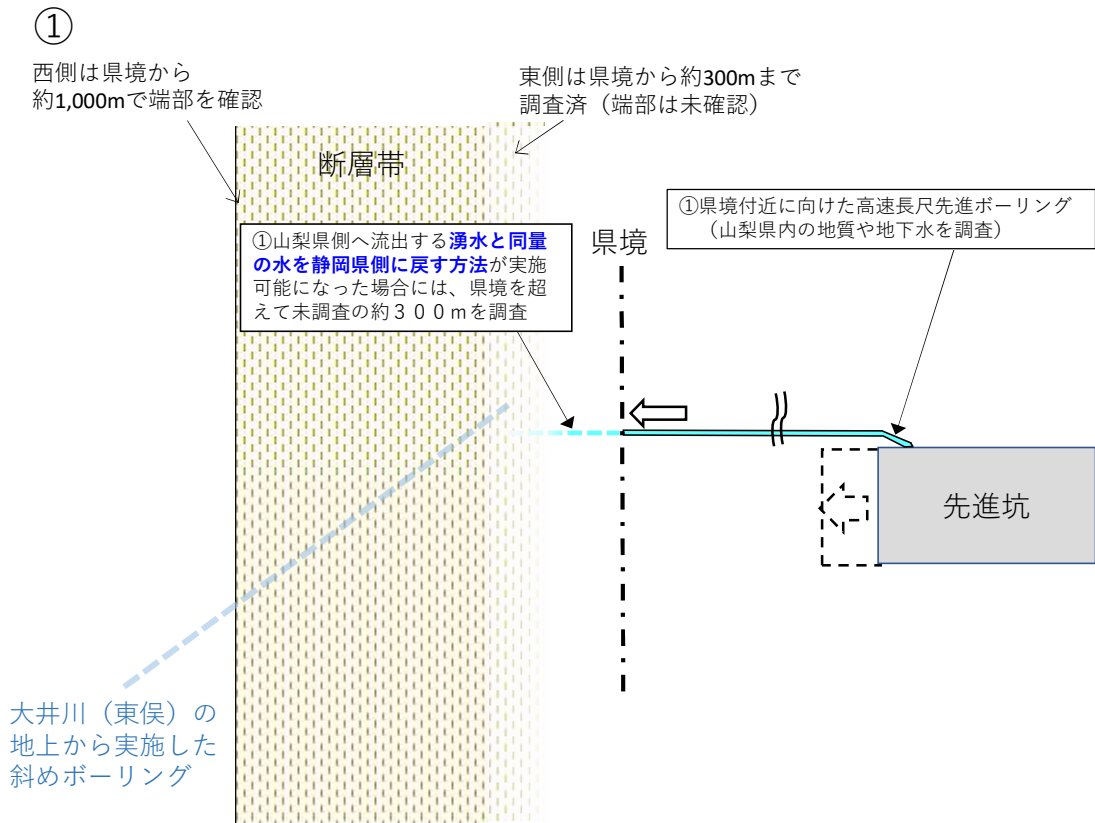 ①
西側は県境から
約1,000mで端部を確認
東側は県境から約300mまで
調査済（端部は未確認）
断層帯
①県境付近に向けた高速長尺先進ボーリング
（山梨県内の地質や地下水を調査）
①山梨県側へ流出する湧水と同量
の水を静岡県側に戻す方法が実施
可能になった場合には、県境を超
えて未調査の約３００ｍを調査
県境
先進坑
大井川（東俣）の
地上から実施した
斜めボーリング